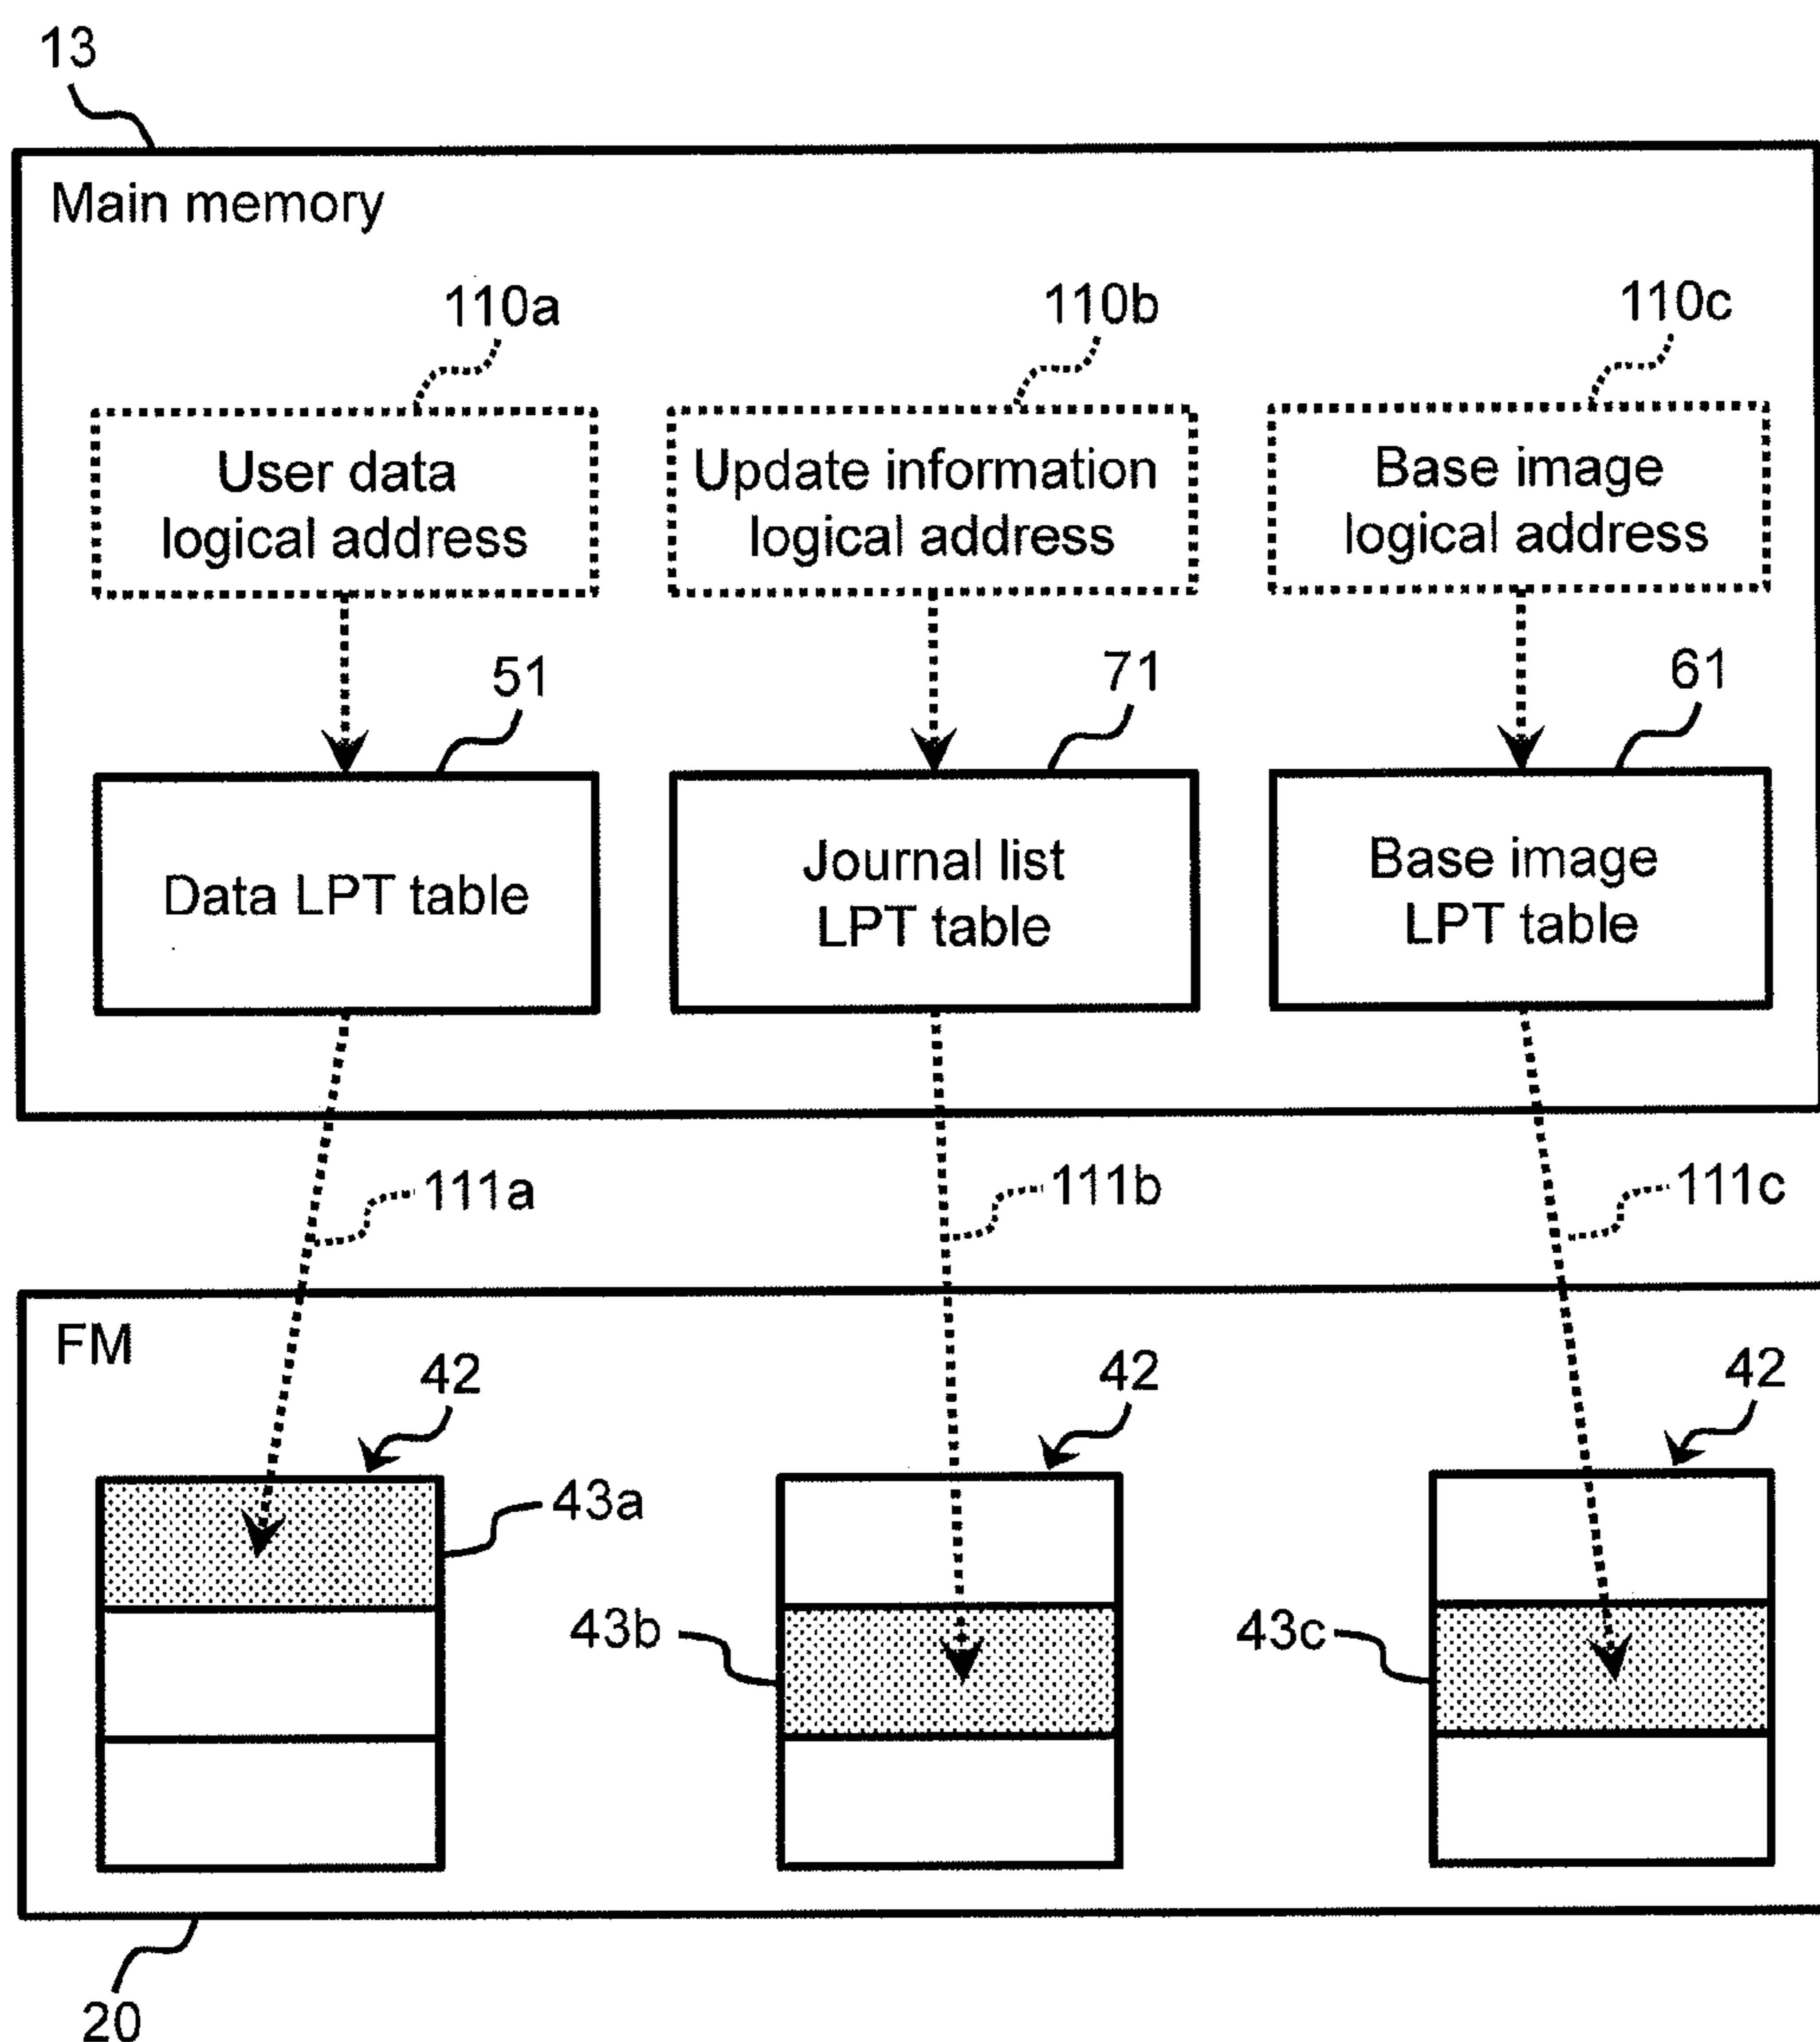 13
Main memory
110a
110b
110c
User data
logical address
Update information
logical address
Base image
logical address
51
71
61
Data LPT table
Journal list
LPT table
Base image
LPT table
111a
111b
111c
FM
42
42
42
43a
43b
43c
20